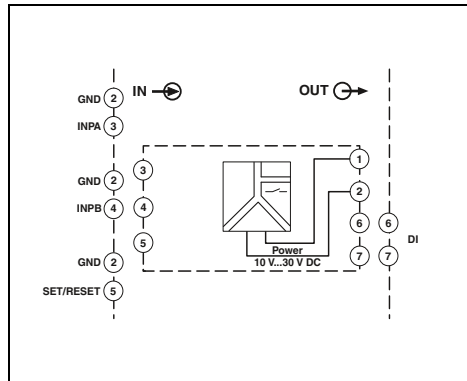 IN
OUT
GND 2
INPA 3
3
1
GND 2
INPB 4
4
2
5
6
6
DI
GND 2
Power
10 V...30 V DC
7
7
SET/RESET 5